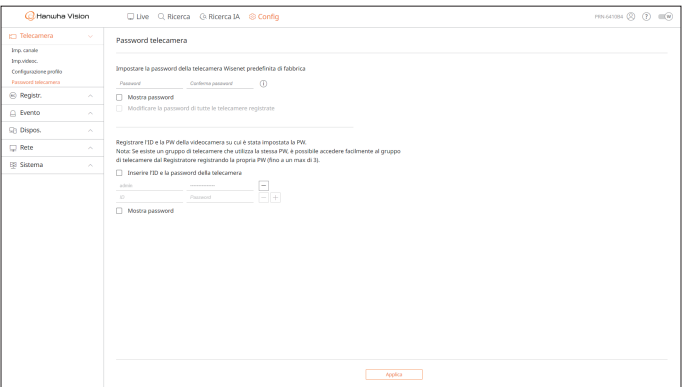 Hanwha Vision
Live Ricerca Ricerca IA Config
PRN-6410B4
Telecamera
Imp. canale
Imp.videoc.
Configurazione profilo
Password telecamera
Registr.
Evento
Dispos.
Rete
Sistema
Password telecamera
Impostare la password della telecamera Wisenet predefinita di fabbrica
Password Conferma password
Mostra password
Modificare la password di tutte le telecamere registrate
Registrare l'ID e la PW della videocamera su cui è stata impostata la PW.
Nota: Se esiste un gruppo di telecamere che utilizza la stessa PW, è possibile accedere facilmente al gruppo
di telecamere dal Registratore registrando la propria PW (fino a un max di 3).
Inserire l'ID e la password della telecamera
ID Password
Mostra password
Applica